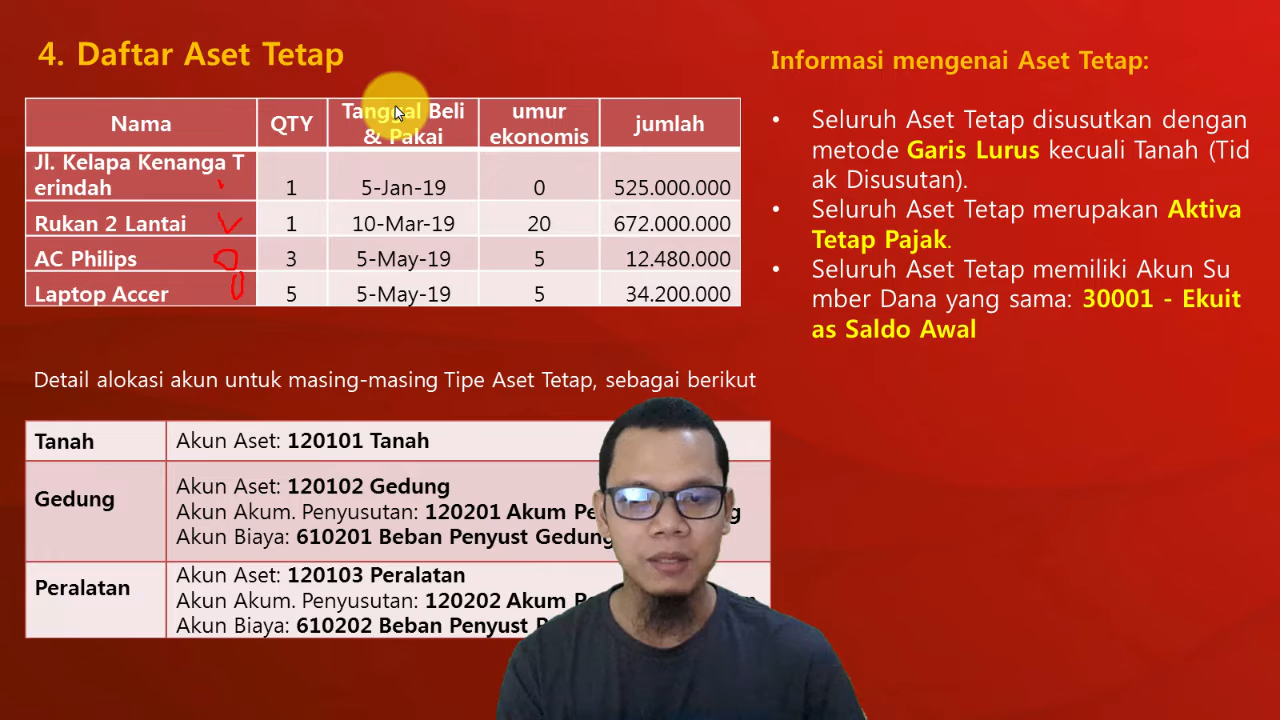 4. Daftar Aset Tetap
Nama QTY Tanggal Beli & Pakai umur ekonomis jumlah
Jl. Kelapa Kenanga T
erindah 1 5-Jan-19 0 525.000.000
Rukan 2 Lantai 1 10-Mar-19 20 672.000.000
AC Philips 3 5-May-19 5 12.480.000
Laptop Accer 5 5-May-19 5 34.200.000
Informasi mengenai Aset Tetap:
• Seluruh Aset Tetap disusutkan dengan
metode Garis Lurus kecuali Tanah (Tid
ak Disusutan).
• Seluruh Aset Tetap merupakan Aktiva
Tetap Pajak.
• Seluruh Aset Tetap memiliki Akun Su
mber Dana yang sama: 30001 - Ekuit
as Saldo Awal
Detail alokasi akun untuk masing-masing Tipe Aset Tetap, sebagai berikut
Tanah Akun Aset: 120101 Tanah
Gedung
Akun Aset: 120102 Gedung
Akun Akum. Penyusutan: 120201 Akum
Akun Biaya: 610201 Beban Penyust Gedung
Peralatan
Akun Aset: 120103 Peralatan
Akun Akum. Penyusutan: 120202 Akum
Akun Biaya: 610202 Beban Penyust